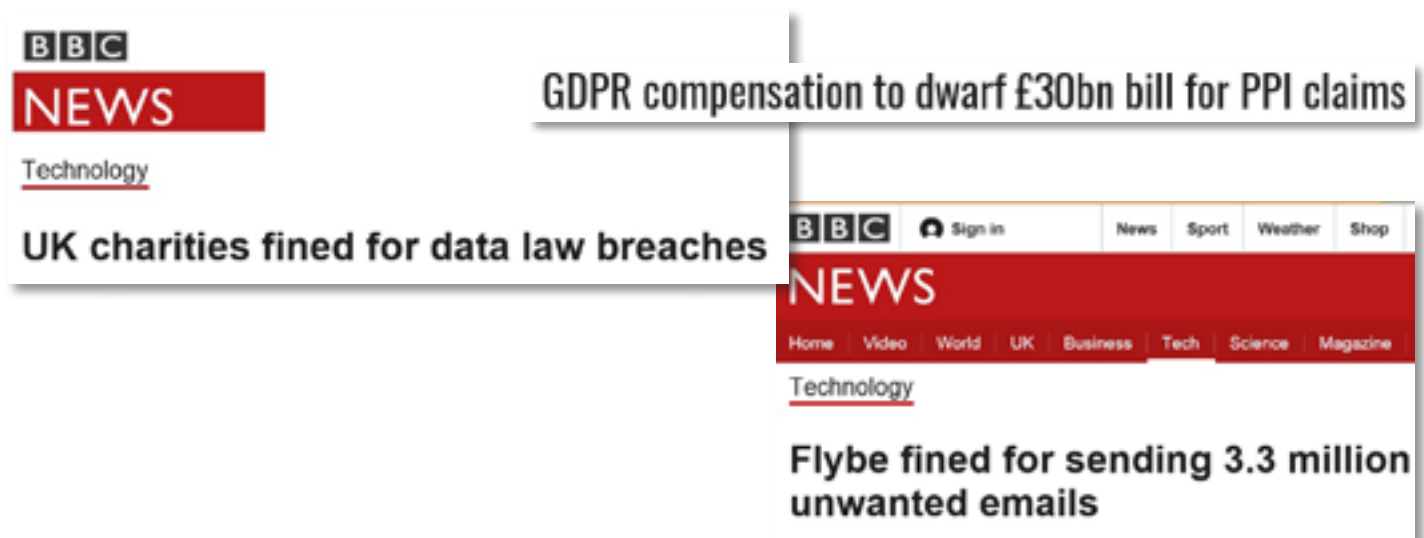 BBC
NEWS
Technology
UK charities fined for data law breaches
GDPR compensation to dwarf £30bn bill for PPI claims
BBC Sign in News Sport Weather Shop
NEWS
Home Video World UK Business Tech Science Magazine
Technology
Flybe fined for sending 3.3 million
unwanted emails